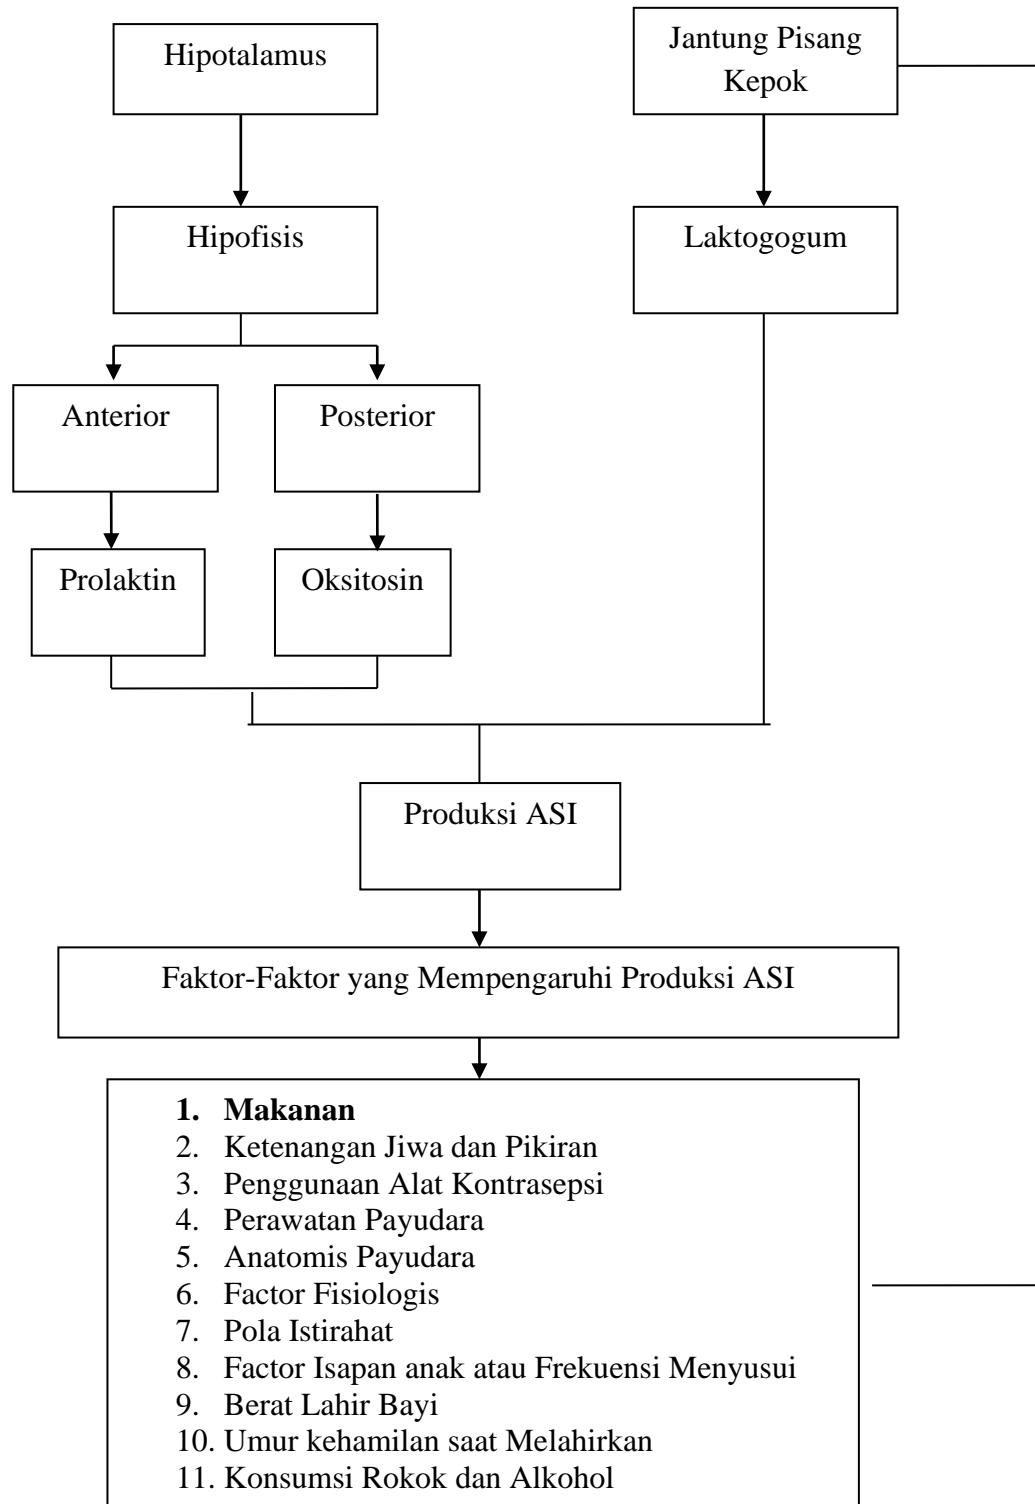 Hipotalamus
Jantung Pisang
Kepok
Hipofisis
Laktogogum
Anterior
Posterior
Prolaktin
Oksitosin
Produksi ASI
Faktor-Faktor yang Mempengaruhi Produksi ASI
1. Makanan
2. Ketenangan Jiwa dan Pikiran
3. Penggunaan Alat Kontrasepsi
4. Perawatan Payudara
5. Anatomis Payudara
6. Factor Fisiologis
7. Pola Istirahat
8. Factor Isapan anak atau Frekuensi Menyusui
9. Berat Lahir Bayi
10. Umur kehamilan saat Melahirkan
11. Konsumsi Rokok dan Alkohol